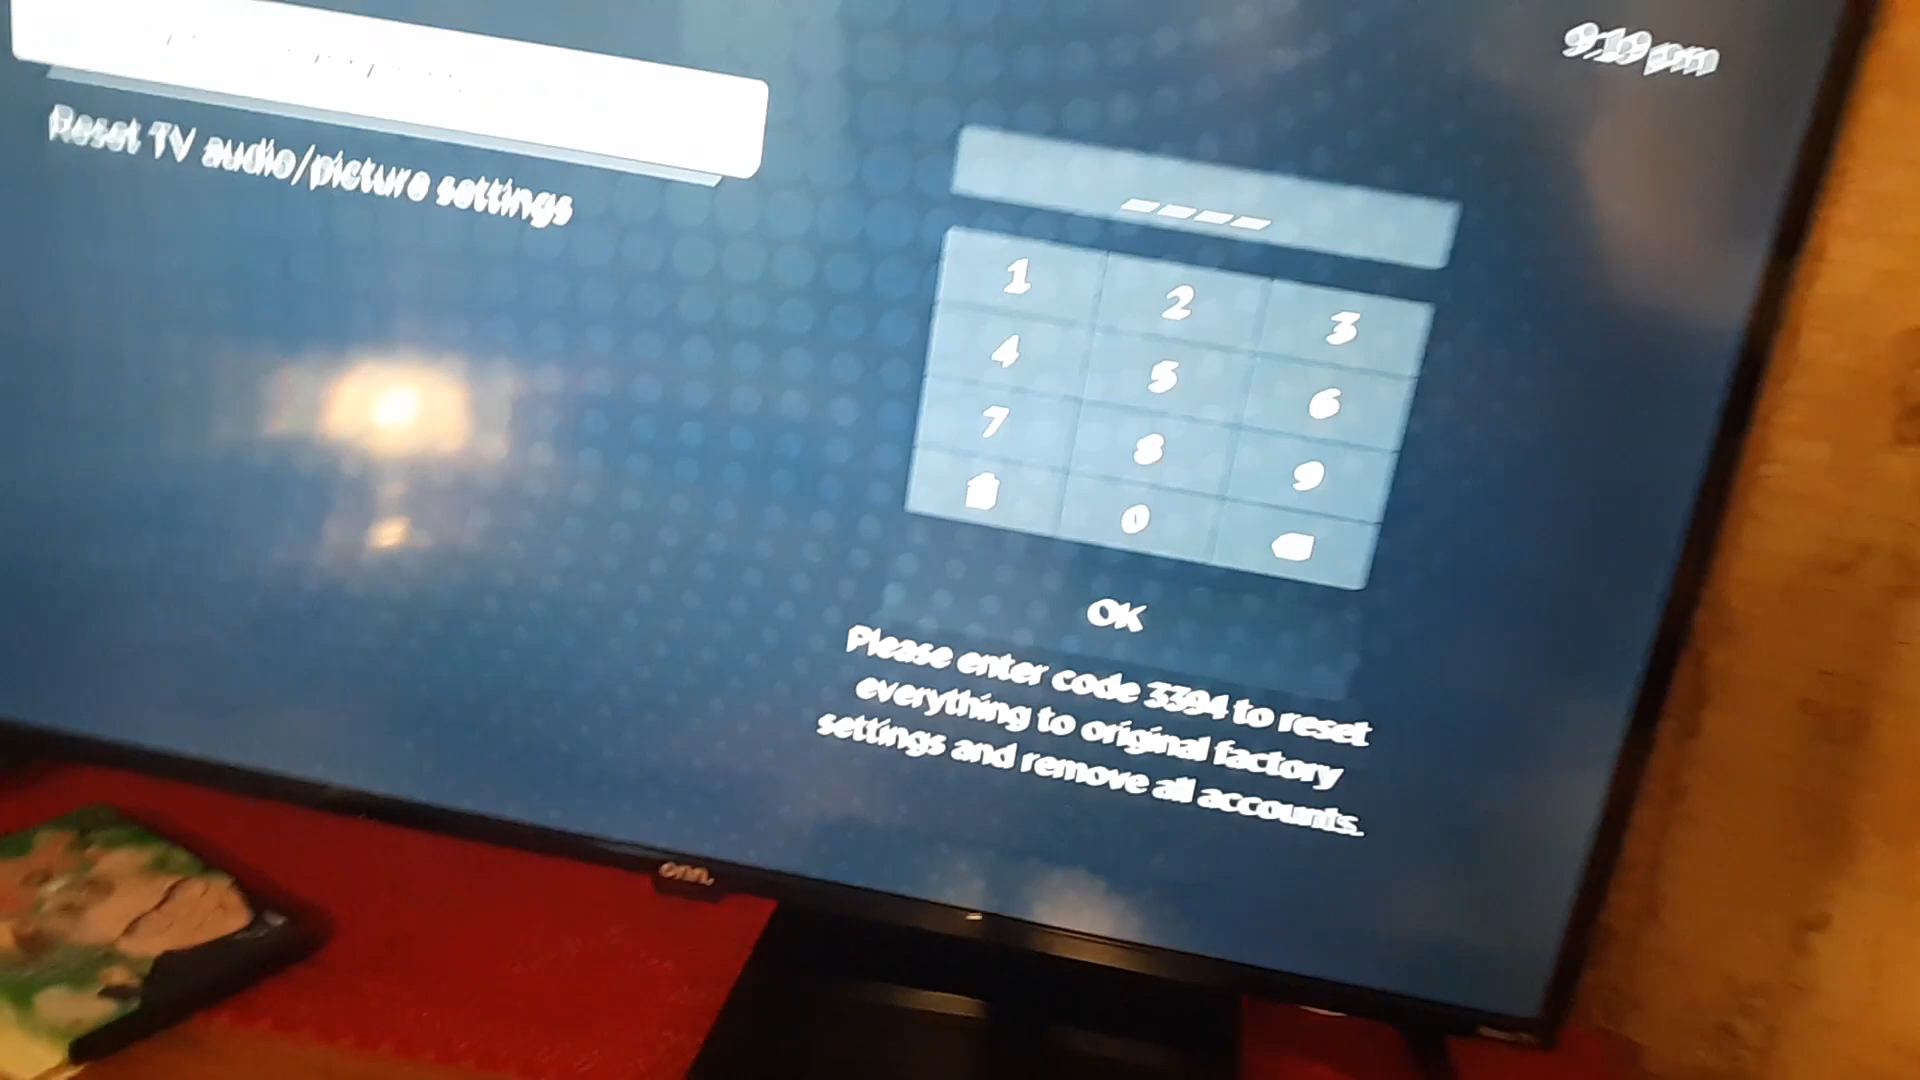 9:19 pm
Reset TV audio/picture settings
1 2 3
4 5 6
7 8 9
0
OK
Please enter code 3394 to reset
everything to original factory
settings and remove all accounts.
onn.